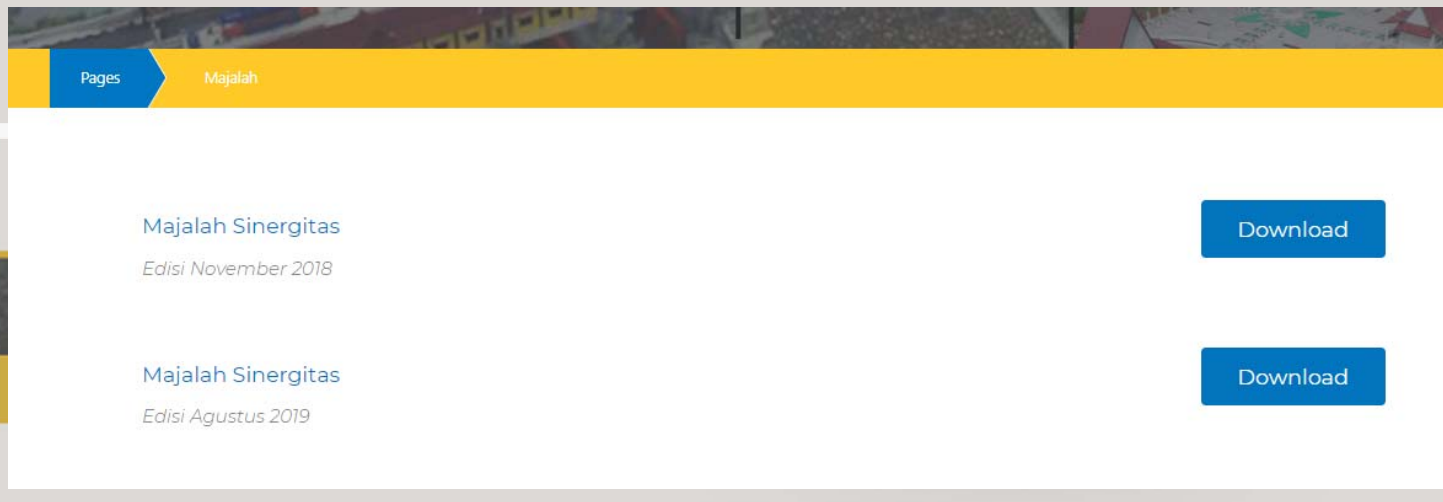 Pages
Majalah
Majalah Sinergitas
Download
Edisi November 2018
Majalah Sinergitas
Download
Edisi Agustus 2019